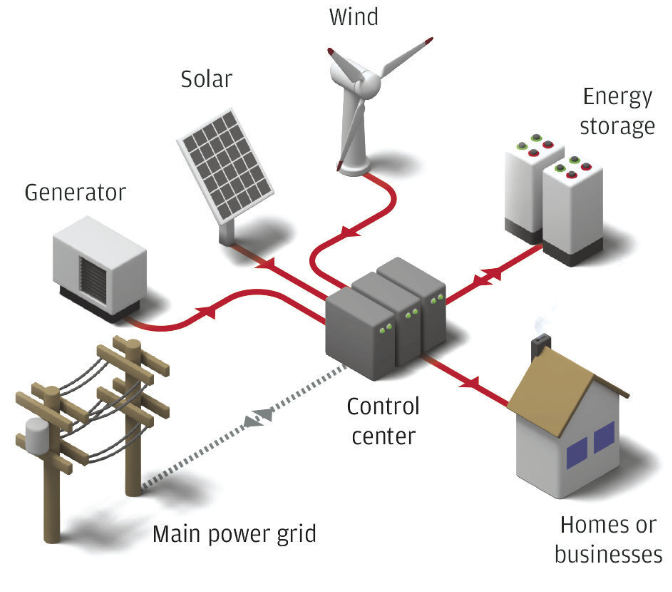 Wind
Solar
Energy
storage
Generator
Control
center
Main power grid
Homes or
businesses